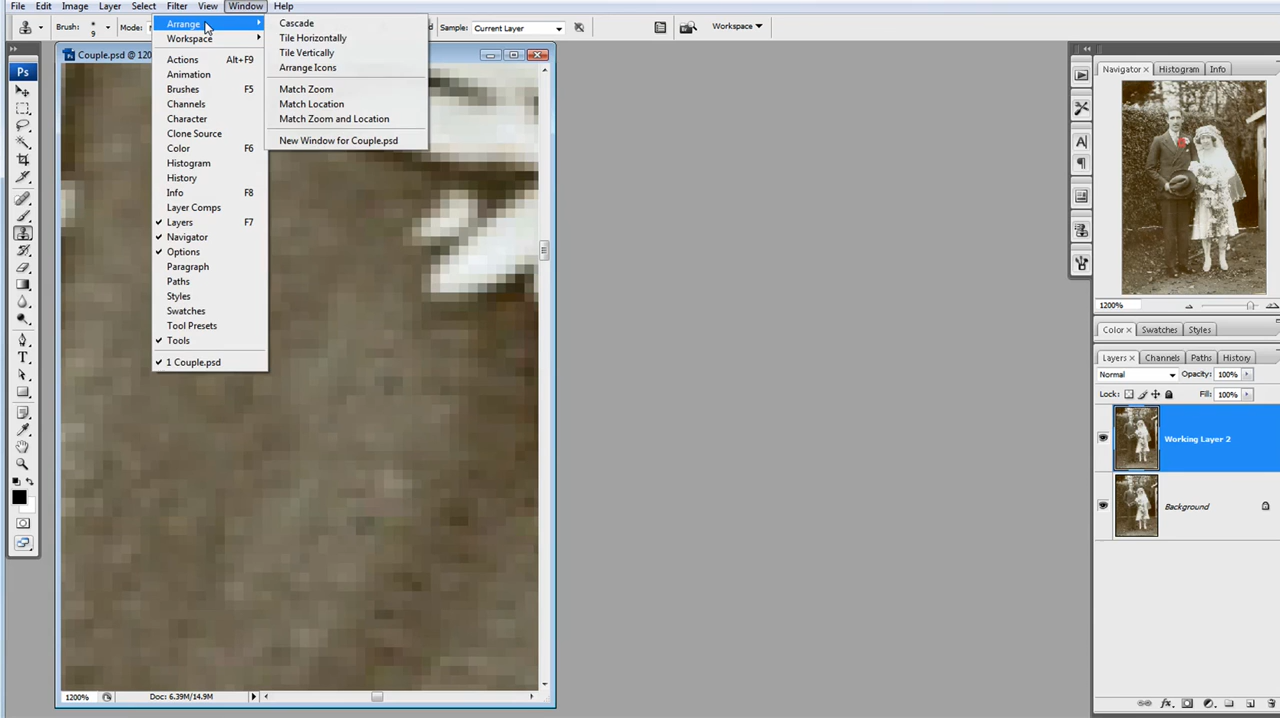 File Edit Image Layer Select Filter View Window Help
Brush: 9 Mode: Sample: Current Layer Workspace
Arrange
Workspace
Actions Alt+F9
Animation
Brushes F5
Channels
Character
Clone Source
Color F6
Histogram
History
Info F8
Layer Comps
Layers F7
Navigator
Options
Paragraph
Paths
Styles
Swatches
Tool Presets
Tools
1 Couple.psd
Cascade
Tile Horizontally
Tile Vertically
Arrange Icons
Match Zoom
Match Location
Match Zoom and Location
New Window for Couple.psd
Ps
Couple.psd @ 120
1200% Doc: 6.39M/14.9M
Navigator x Histogram Info
1200%
Color x Swatches Styles
Layers x Channels Paths History
Normal Opacity: 100%
Lock: Fill: 100%
Working Layer 2
Background